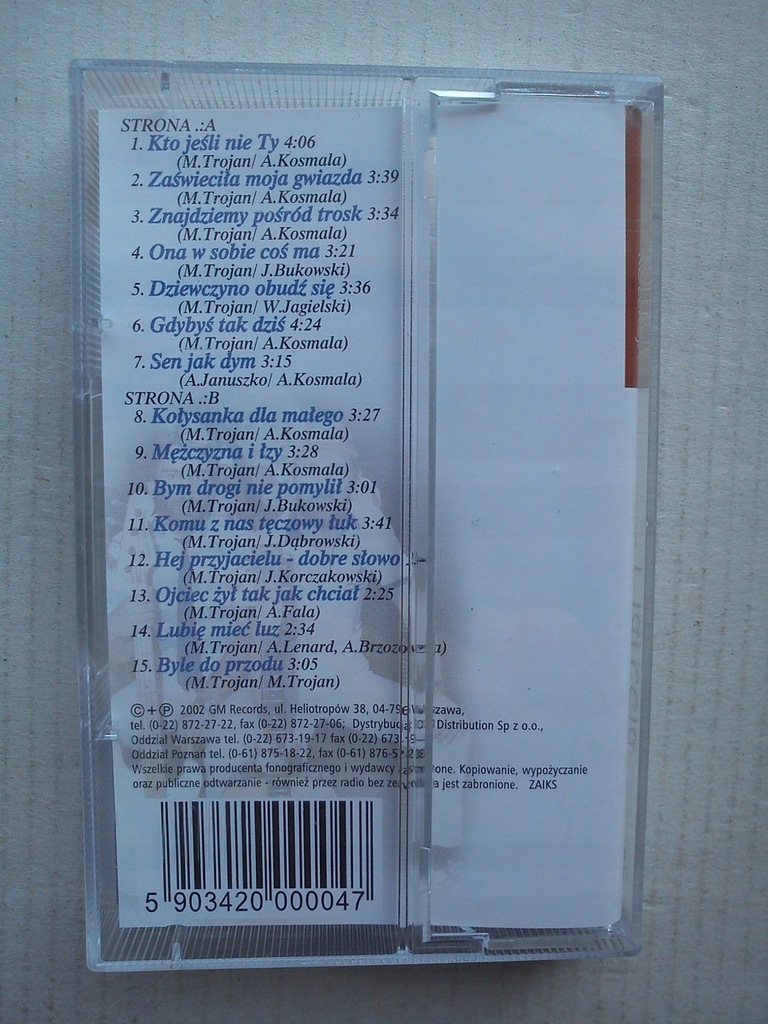 STRONA .:A
1. Kto jeśli nie Ty 4:06
(M.Trojan/ A.Kosmala)
2. Zaświeciła moja gwiazda 3:39
(M.Trojan/ A.Kosmala)
3. Znajdziemy pośród trosk 3:34
(M.Trojan/ A.Kosmala)
4. Ona w sobie coś ma 3:21
(M.Trojan/ J.Bukowski)
5. Dziewczyno obudź się 3:36
(M.Trojan/ W.Jagielski)
6. Gdybyś tak dziś 4:24
(M.Trojan/ A.Kosmala)
7. Sen jak dym 3:15
(A.Januszko/ A.Kosmala)
STRONA .:B
8. Kołysanka dla małego 3:27
(M.Trojan/ A.Kosmala)
9. Mężczyzna i łzy 3:28
(M.Trojan/ A.Kosmala)
10. Bym drogi nie pomylił 3:01
(M.Trojan/ J.Bukowski)
11. Komu z nas tęczowy łuk 3:41
(M.Trojan/ J.Dąbrowski)
12. Hej przyjacielu - dobre słowo
(M.Trojan/ J.Korczakowski)
13. Ojciec żył tak jak chciał 2:25
(M.Trojan/ A.Fala)
14. Lubię mieć luz 2:34
(M.Trojan/ A.Lenard,
15. Byle do przodu 3:05
(M.Trojan/ M.Trojan)
© + ℗ 2002 GM Records, ul. Heliotropów 38,
tel. (0-22) 872-27-22, fax (0-22) 872-27-06; Distribution Sp z o.o.,
Oddział Warszawa tel. (0-22) 673-19-17 fax (0-22)
Oddział Poznań tel. (0-61) 875-18-22, fax (0-61)
Wszelkie prawa producenta fonograficznego i wydawcy Kopiowanie, wypożyczanie
oraz publiczne odtwarzanie - również przez radio bez jest zabronione. ZAIKS
5 903420 000047